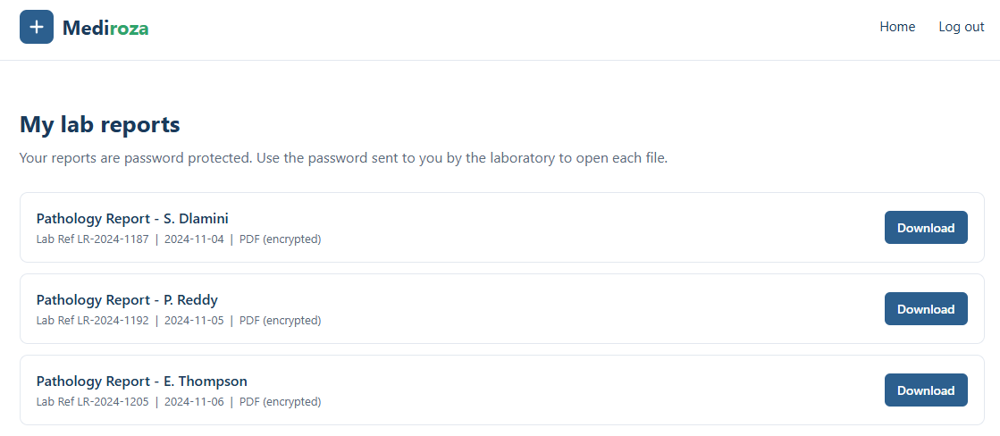 Mediroza
Home
Log out
My lab reports
Your reports are password protected. Use the password sent to you by the laboratory to open each file.
Pathology Report - S. Dlamini
Lab Ref LR-2024-1187 | 2024-11-04 | PDF (encrypted)
Download
Pathology Report - P. Reddy
Lab Ref LR-2024-1192 | 2024-11-05 | PDF (encrypted)
Download
Pathology Report - E. Thompson
Lab Ref LR-2024-1205 | 2024-11-06 | PDF (encrypted)
Download